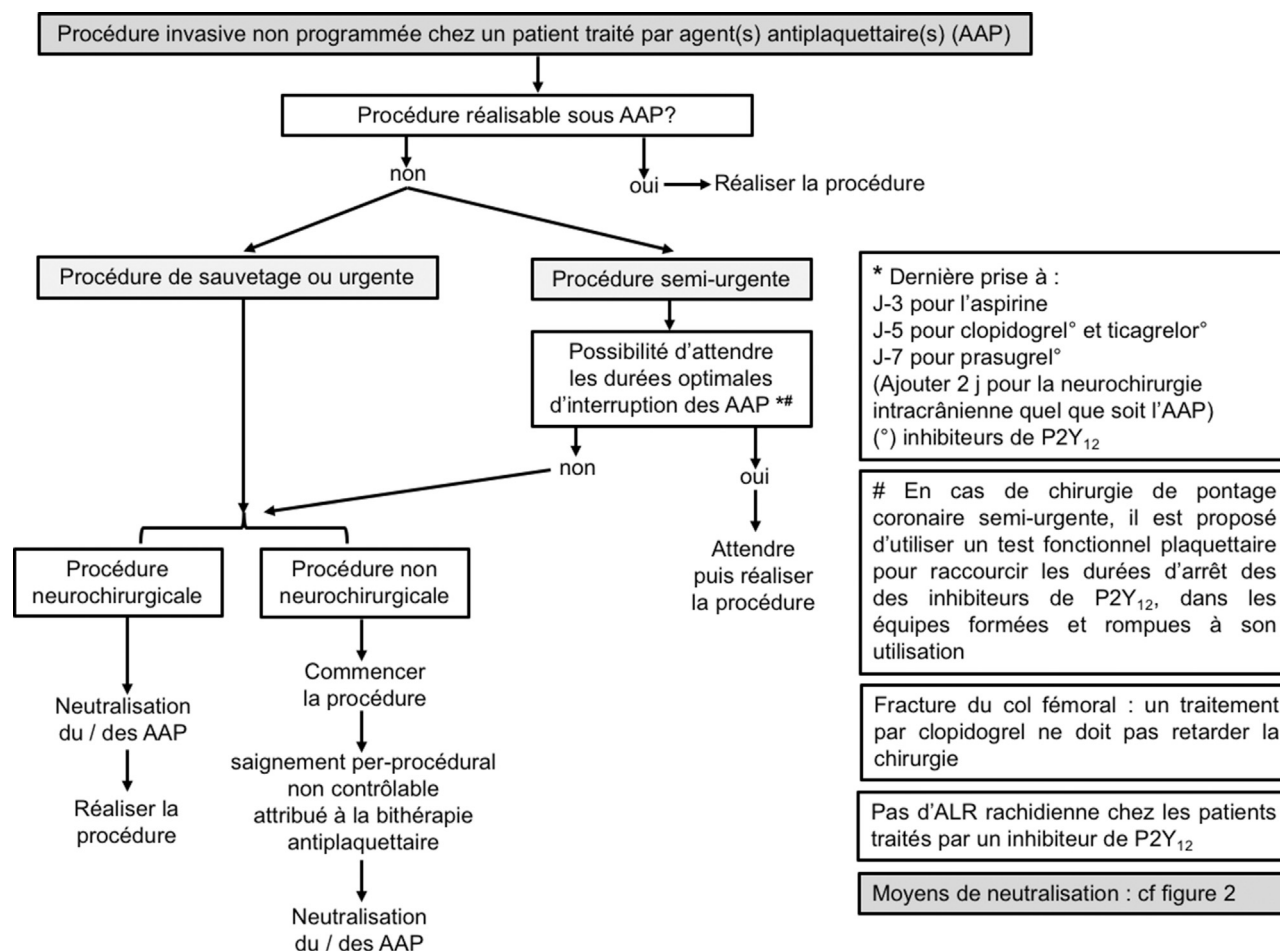 Procédure invasive non programmée chez un patient traité par agent(s) antiplaquettaire(s) (AAP)
Procédure réalisable sous AAP?
non
oui
Réaliser la procédure
Procédure de sauvetage ou urgente
Procédure semi-urgente
Possibilité d’attendre
les durées optimales
d’interruption des AAP *#
non
oui
Attendre
puis réaliser
la procédure
Procédure
neurochirurgicale
Neutralisation
du / des AAP
Réaliser la
procédure
Procédure non
neurochirurgicale
Commencer
la procédure
saignement per-procédural
non contrôlable
attribué à la bithérapie
antiplaquettaire
Neutralisation
du / des AAP
* Dernière prise à :
J-3 pour l’aspirine
J-5 pour clopidogrel° et ticagrelor°
J-7 pour prasugrel°
(Ajouter 2 j pour la neurochirurgie
intracrânienne quel que soit l’AAP)
(°) inhibiteurs de P2Y12
# En cas de chirurgie de pontage
coronaire semi-urgente, il est proposé
d’utiliser un test fonctionnel plaquettaire
pour raccourcir les durées d’arrêt des
des inhibiteurs de P2Y12, dans les
équipes formées et rompues à son
utilisation
Fracture du col fémoral : un traitement
par clopidogrel ne doit pas retarder la
chirurgie
Pas d’ALR rachidienne chez les patients
traités par un inhibiteur de P2Y12
Moyens de neutralisation : cf figure 2